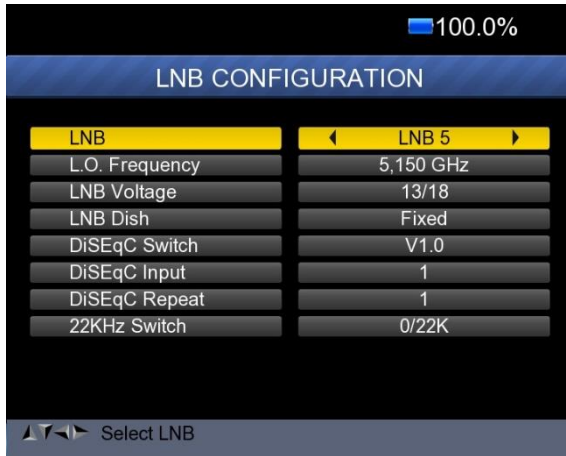 100.0%
LNB CONFIGURATION
LNB LNB 5
L.O. Frequency 5,150 GHz
LNB Voltage 13/18
LNB Dish Fixed
DiSEqC Switch V1.0
DiSEqC Input 1
DiSEqC Repeat 1
22KHz Switch 0/22K
Select LNB